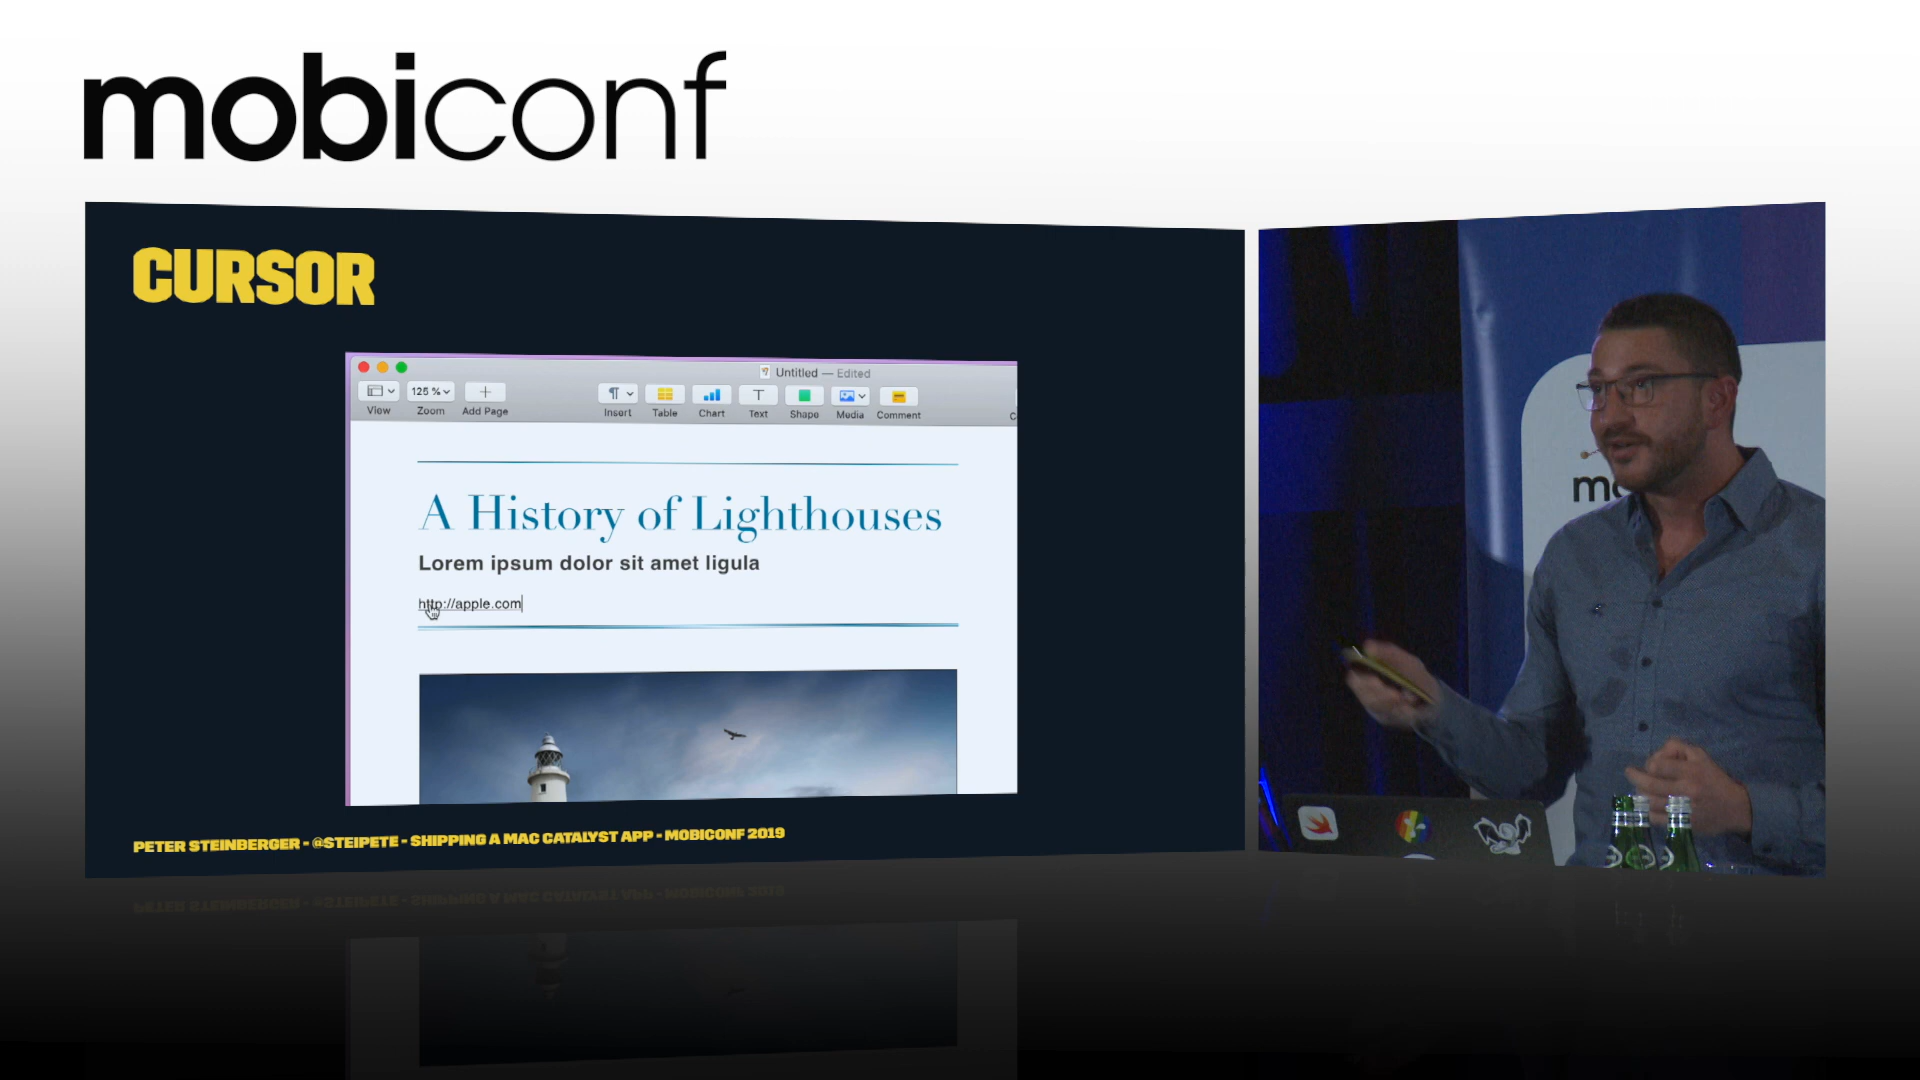 mobiconf
CURSOR
Untitled — Edited
125 %
View
Zoom
Add Page
Insert
Table
Chart
Text
Shape
Media
Comment
A History of Lighthouses
Lorem ipsum dolor sit amet ligula
http://apple.com
PETER STEINBERGER - @STEIPETE - SHIPPING A MAC CATALYST APP - MOBICONF 2019